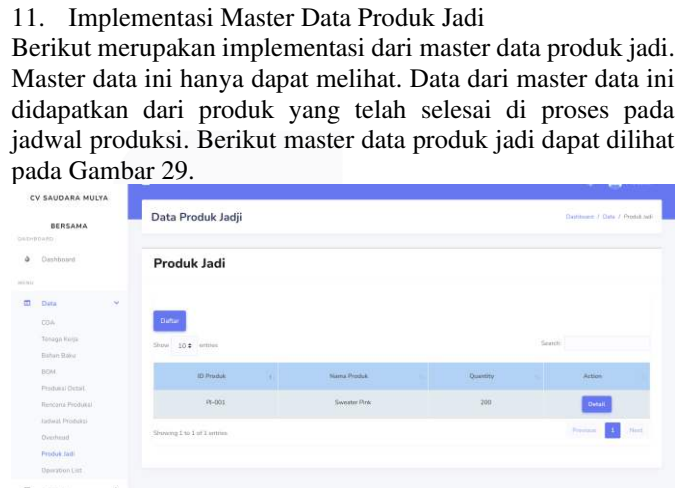 11. Implementasi Master Data Produk Jadi
Berikut merupakan implementasi dari master data produk jadi.
Master data ini hanya dapat melihat. Data dari master data ini
didapatkan dari produk yang telah selesai di proses pada
jadwal produksi. Berikut master data produk jadi dapat dilihat
pada Gambar 29.
CV SAUDARA MULYA
BERSAMA
DASHBOARD
Dashboard
MENU
Data
COA
Tenaga Kerja
Bahan Baku
BOM
Produksi Detail
Rencana Produksi
Jadwal Produksi
Overhead
Produk Jadi
Operation List
Data Produk Jadji
Dashboard / Data / Produk Jadi
Produk Jadi
Daftar
Show 10 entries
Search:
ID Produk Nama Produk Quantity Action
PJ-001 Sweater Pink 200 Detail
Showing 1 to 1 of 1 entries
Previous 1 Next